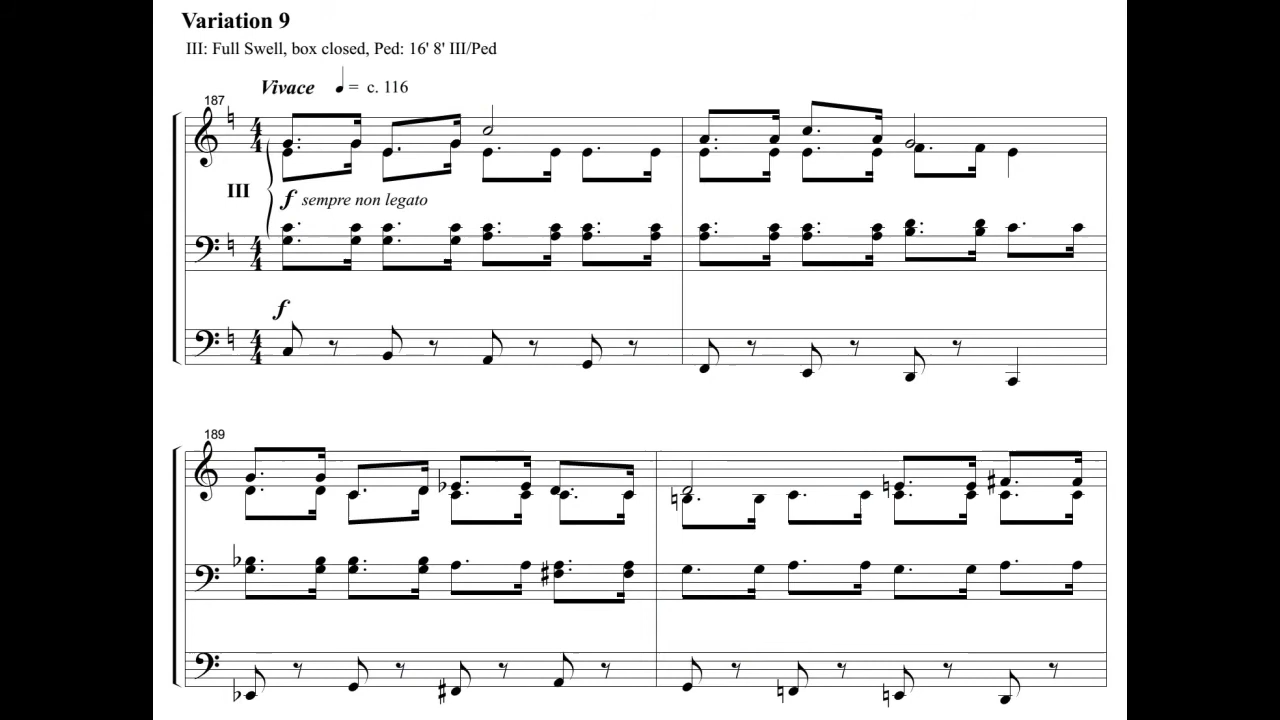 Variation 9
III: Full Swell, box closed, Ped: 16' 8' III/Ped
Vivace ♩ = c. 116
187
III
f sempre non legato
f
189